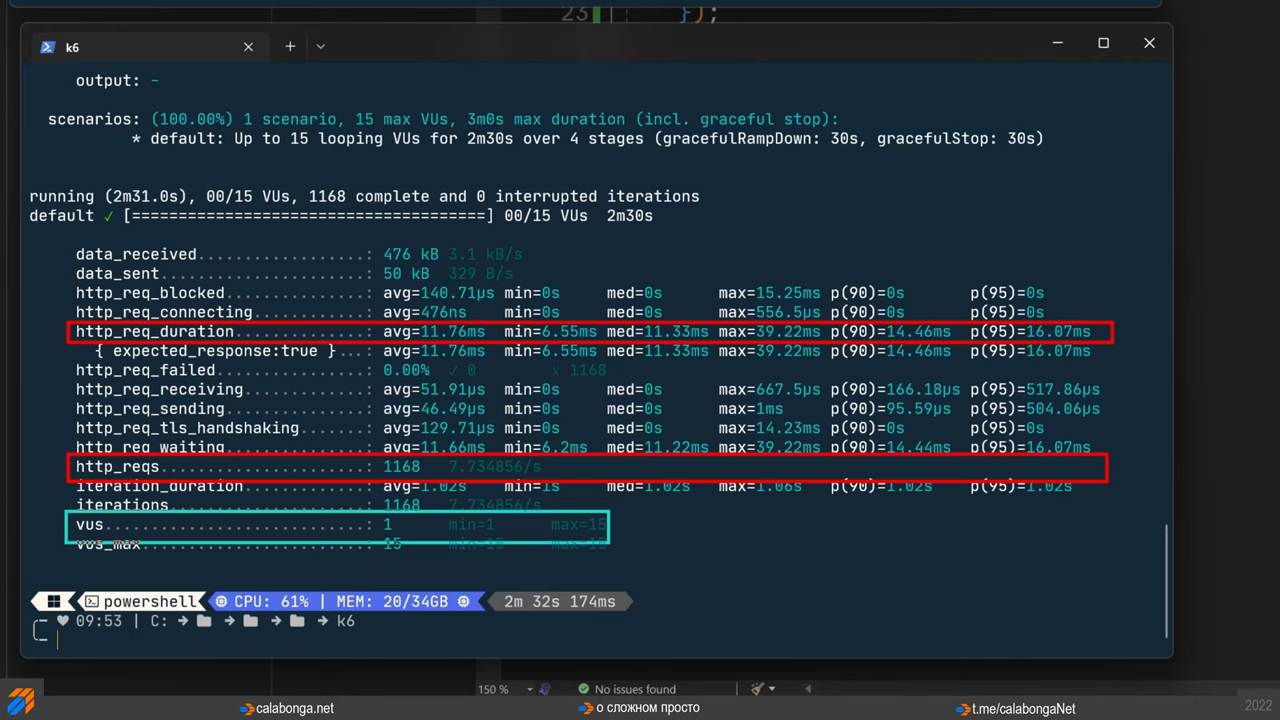 23 });
k6
output: -
scenarios: (100.00%) 1 scenario, 15 max VUs, 3m0s max duration (incl. graceful stop):
* default: Up to 15 looping VUs for 2m30s over 4 stages (gracefulRampDown: 30s, gracefulStop: 30s)
running (2m31.0s), 00/15 VUs, 1168 complete and 0 interrupted iterations
default ✓ [======================================] 00/15 VUs  2m30s
data_received..................: 476 kB 3.1 kB/s
data_sent......................: 50 kB  329 B/s
http_req_blocked...............: avg=140.71µs min=0s     med=0s      max=15.25ms p(90)=0s      p(95)=0s
http_req_connecting............: avg=476ns    min=0s     med=0s      max=556.5µs p(90)=0s      p(95)=0s
http_req_duration..............: avg=11.76ms  min=6.55ms med=11.33ms max=39.22ms p(90)=14.46ms p(95)=16.07ms
{ expected_response:true }...: avg=11.76ms  min=6.55ms med=11.33ms max=39.22ms p(90)=14.46ms p(95)=16.07ms
http_req_failed................: 0.00%  ✓ 0        x 1168
http_req_receiving.............: avg=51.91µs  min=0s     med=0s      max=667.5µs p(90)=166.18µs p(95)=517.86µs
http_req_sending...............: avg=46.49µs  min=0s     med=0s      max=1ms     p(90)=95.59µs  p(95)=504.06µs
http_req_tls_handshaking.......: avg=129.71µs min=0s     med=0s      max=14.23ms p(90)=0s      p(95)=0s
http_req_waiting...............: avg=11.66ms  min=6.2ms  med=11.22ms max=39.22ms p(90)=14.44ms p(95)=16.07ms
http_reqs......................: 1168   7.734856/s
iteration_duration.............: avg=1.02s    min=1s     med=1.02s   max=1.06s   p(90)=1.02s   p(95)=1.02s
iterations.....................: 1168   7.734856/s
vus............................: 1      min=1      max=15
vus_max........................: 15     min=15     max=15
powershell CPU: 61% | MEM: 20/34GB 2m 32s 174ms
09:53 | C: → → → → k6
150 % No issues found
calabonga.net о сложном просто t.me/calabongaNet 2022